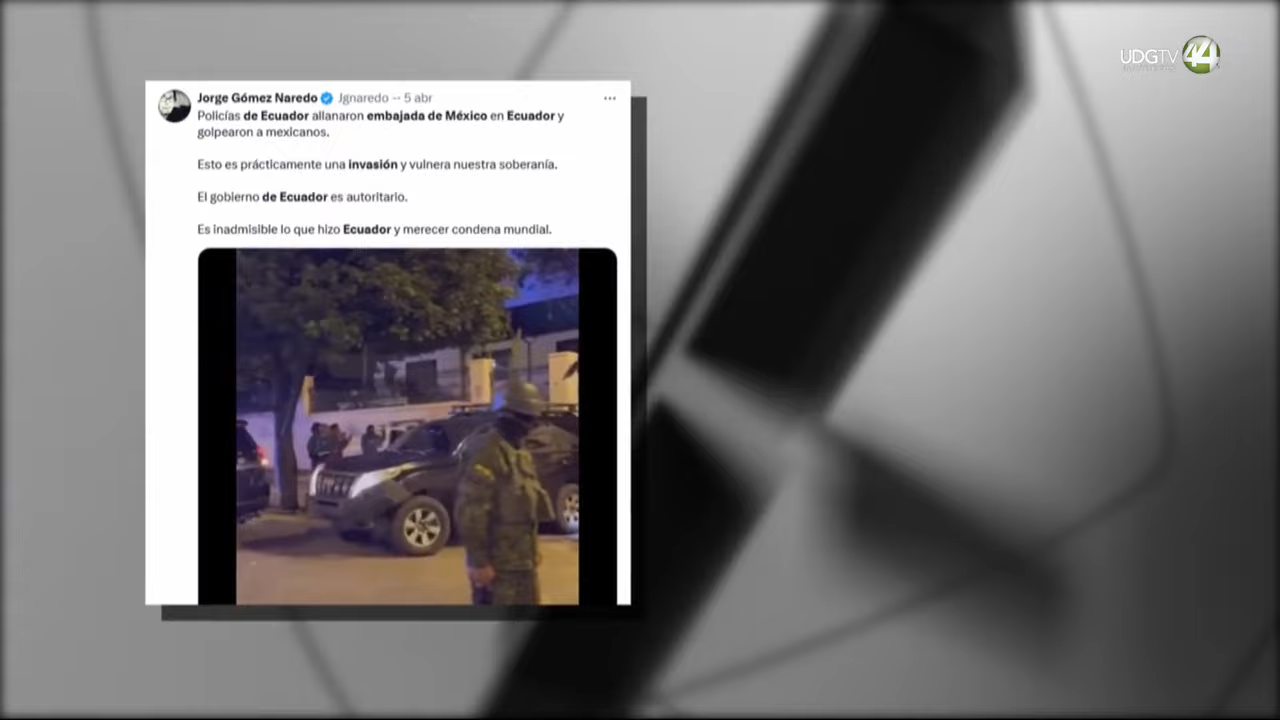 UDGTV 44
Jorge Gómez Naredo Jgnaredo -- 5 abr ...
Policías de Ecuador allanaron embajada de México en Ecuador y
golpearon a mexicanos.
Esto es prácticamente una invasión y vulnera nuestra soberanía.
El gobierno de Ecuador es autoritario.
Es inadmisible lo que hizo Ecuador y merecer condena mundial.